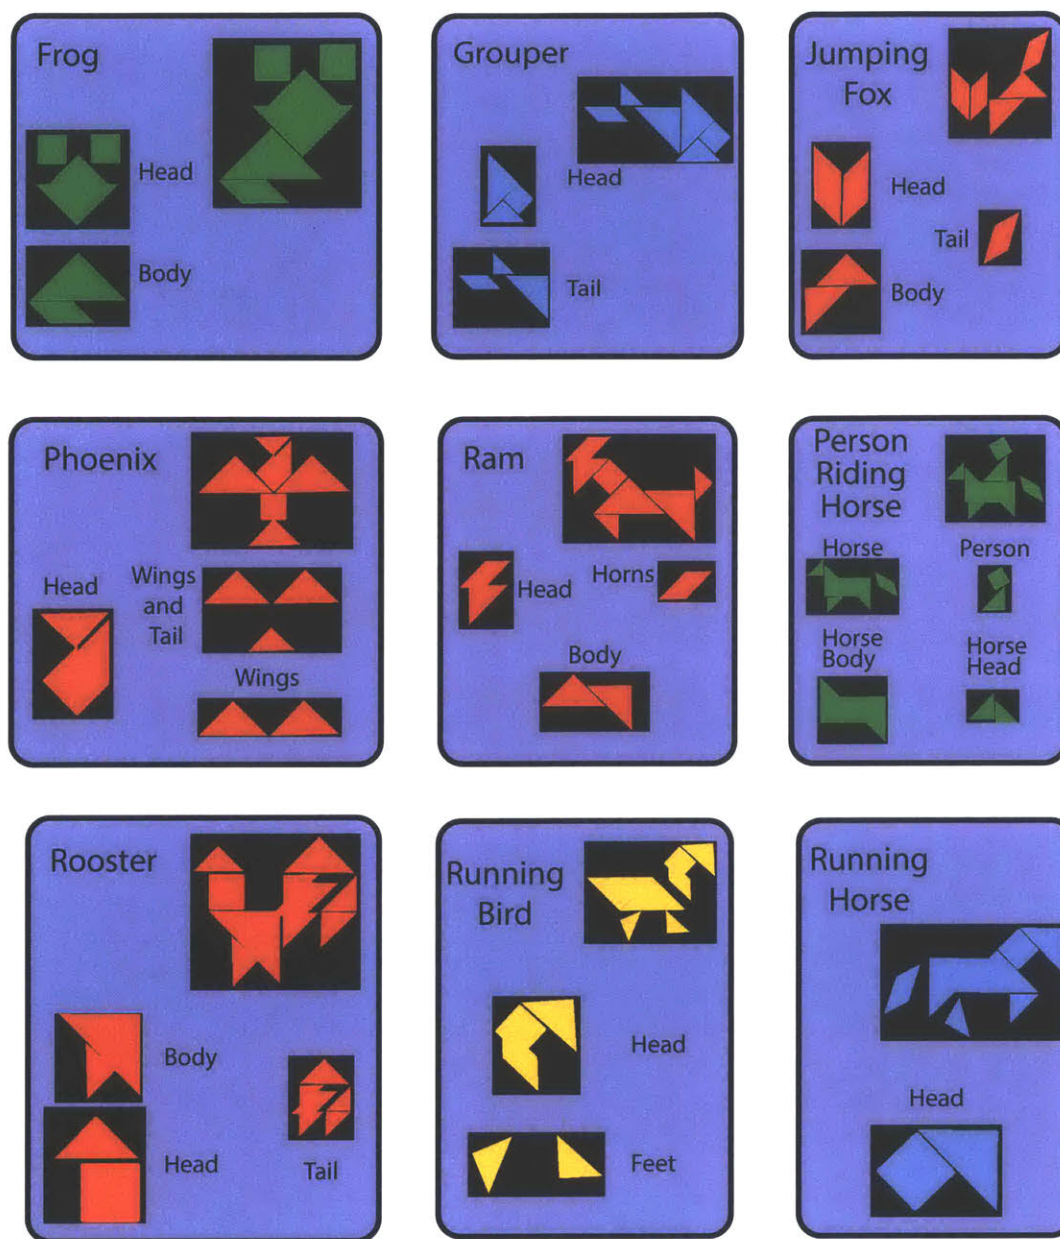 Frog
Head
Body
Grouper
Head
Tail
Jumping
Fox
Head
Tail
Body
Phoenix
Head
Wings
and
Tail
Wings
Ram
Head
Horns
Body
Person
Riding
Horse
Horse
Person
Horse
Body
Horse
Head
Rooster
Body
Head
Tail
Running
Bird
Head
Feet
Running
Horse
Head